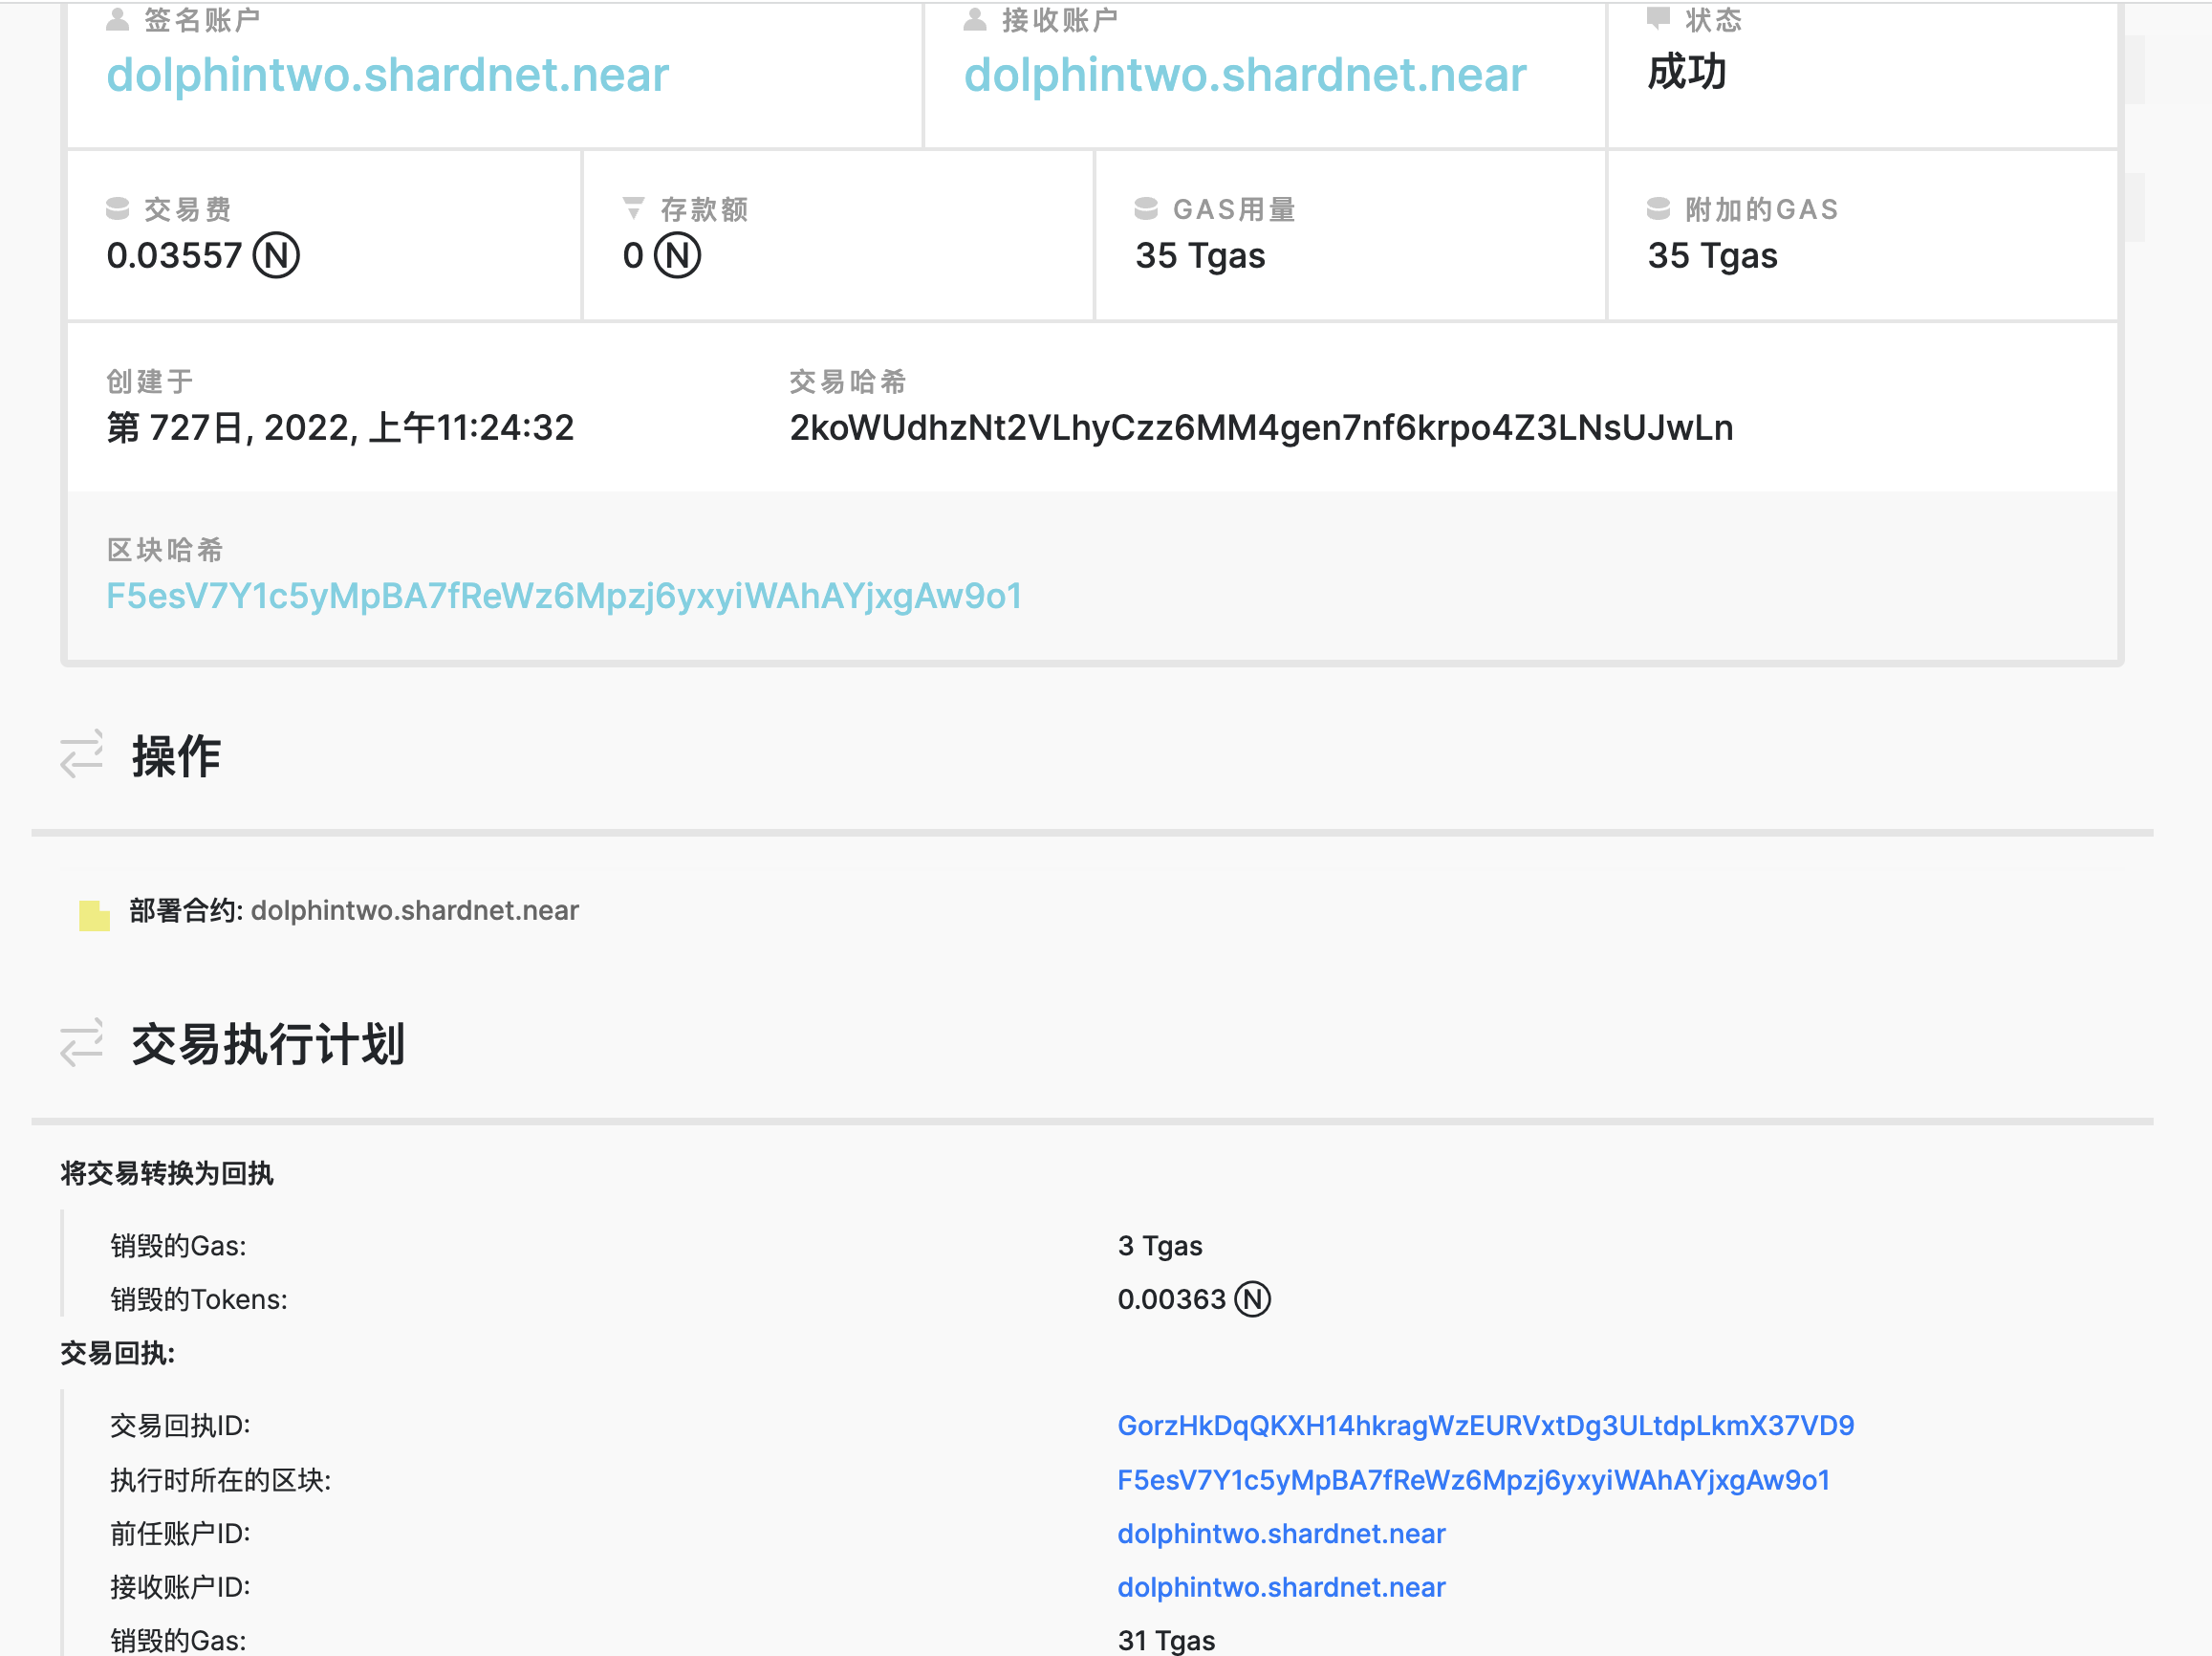 签名账户 接收账户 状态
dolphintwo.shardnet.near dolphintwo.shardnet.near 成功
交易费 存款额 GAS用量 附加的GAS
0.03557 Ⓝ 0 Ⓝ 35 Tgas 35 Tgas
创建于 交易哈希
第 727日, 2022, 上午11:24:32 2koWUdhzNt2VLhyCzz6MM4gen7nf6krpo4Z3LNsUJwLn
区块哈希
F5esV7Y1c5yMpBA7fReWz6Mpzj6yxyiWAhAYjxgAw9o1
操作
部署合约: dolphintwo.shardnet.near
交易执行计划
将交易转换为回执
销毁的Gas: 3 Tgas
销毁的Tokens: 0.00363 Ⓝ
交易回执:
交易回执ID: GorzHkDqQKXH14hkragWzEURVxtDg3ULtdpLkmX37VD9
执行时所在的区块: F5esV7Y1c5yMpBA7fReWz6Mpzj6yxyiWAhAYjxgAw9o1
前任账户ID: dolphintwo.shardnet.near
接收账户ID: dolphintwo.shardnet.near
销毁的Gas: 31 Tgas